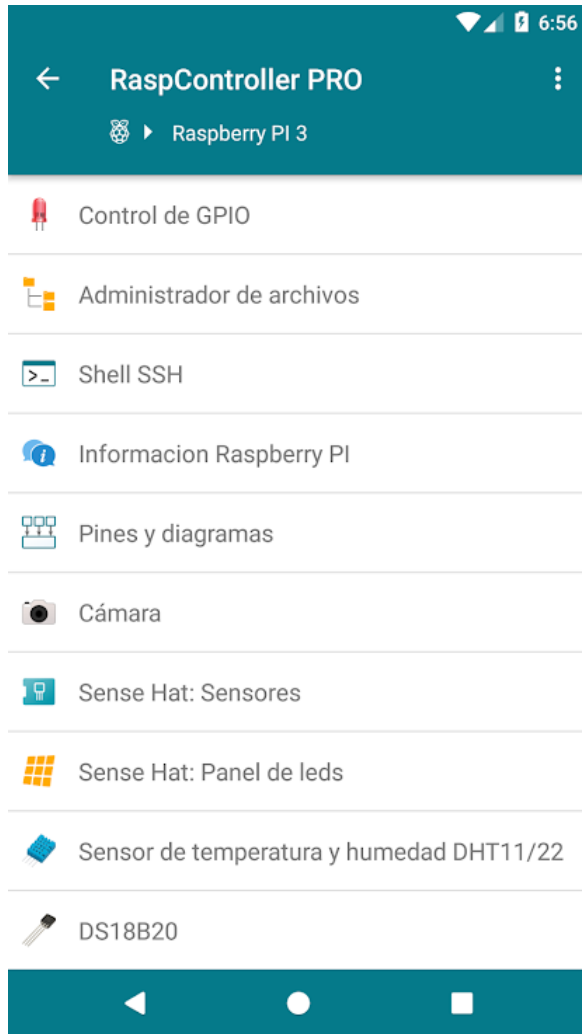 6:56
RaspController PRO
Raspberry PI 3
Control de GPIO
Administrador de archivos
Shell SSH
Informacion Raspberry PI
Pines y diagramas
Cámara
Sense Hat: Sensores
Sense Hat: Panel de leds
Sensor de temperatura y humedad DHT11/22
DS18B20